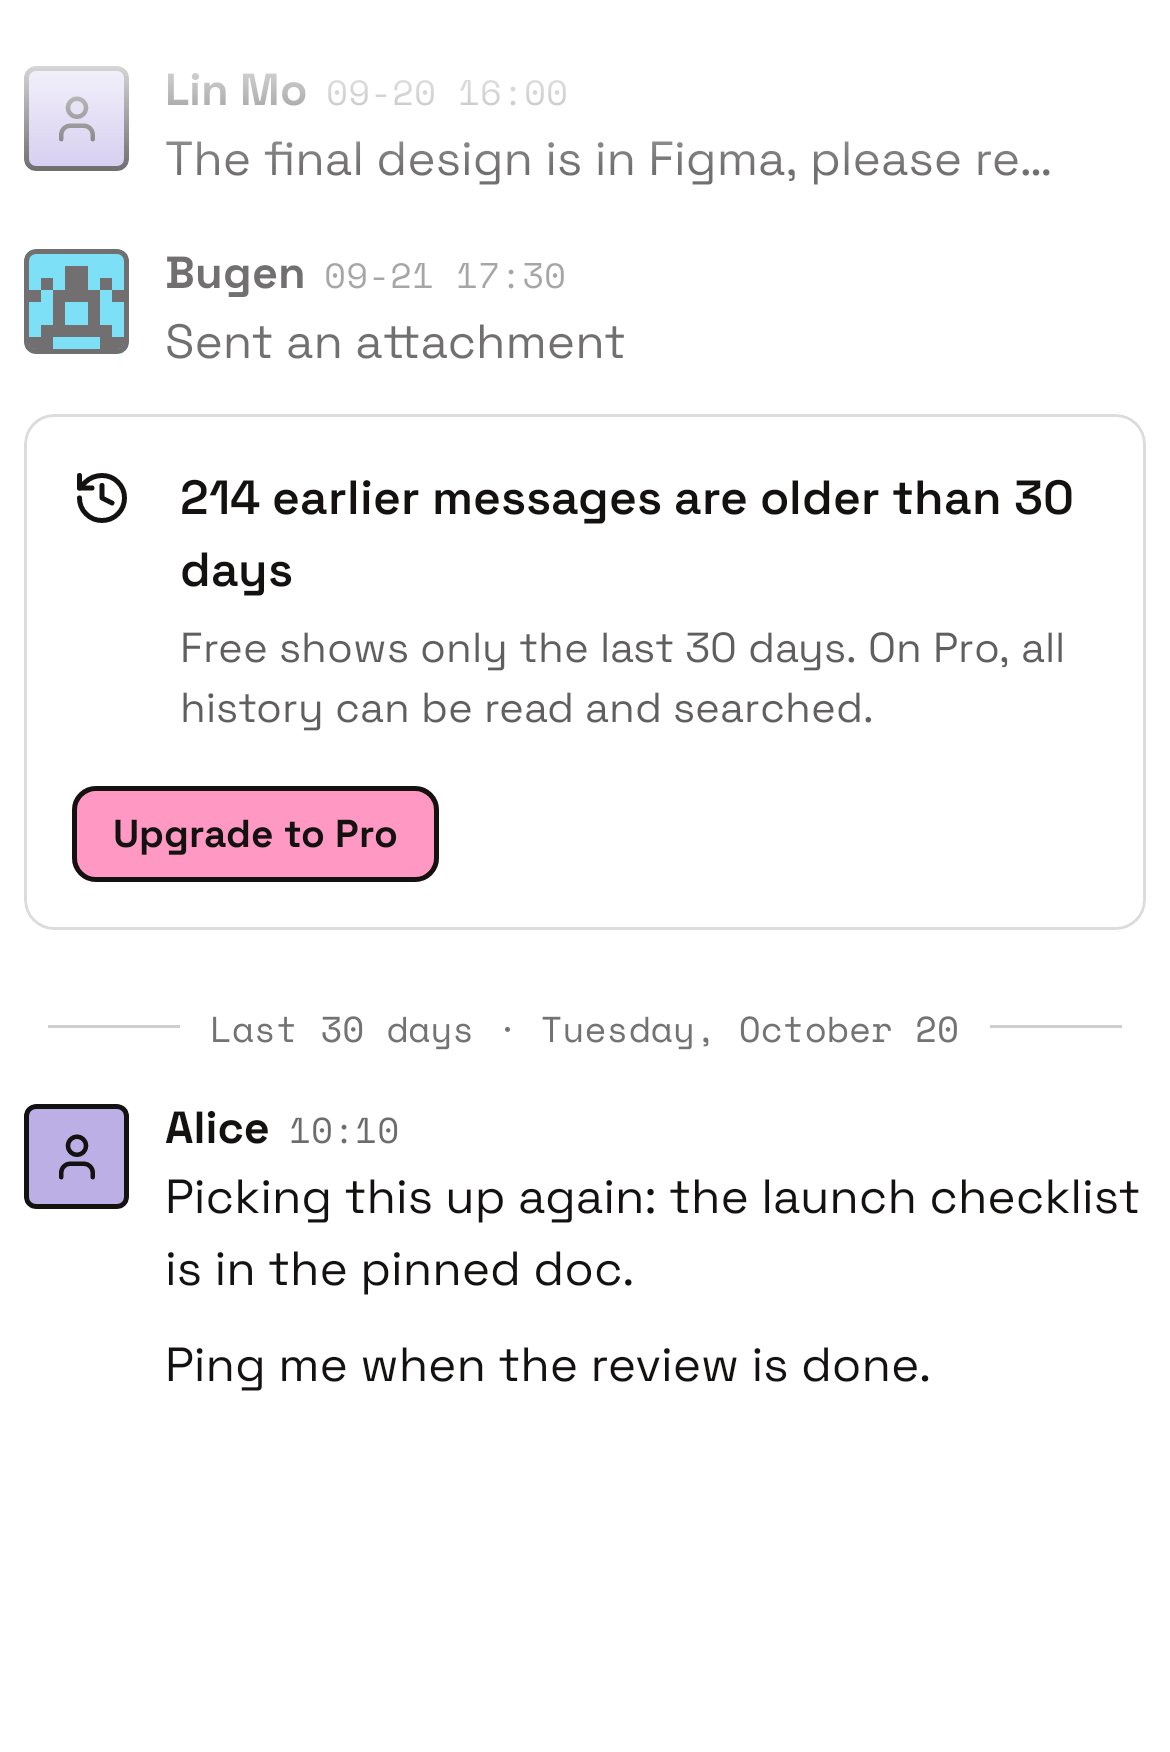 Lin Mo 09-20 16:00
The final design is in Figma, please re…
Bugen 09-21 17:30
Sent an attachment
214 earlier messages are older than 30
days
Free shows only the last 30 days. On Pro, all
history can be read and searched.
Upgrade to Pro
Last 30 days · Tuesday, October 20
Alice 10:10
Picking this up again: the launch checklist
is in the pinned doc.
Ping me when the review is done.